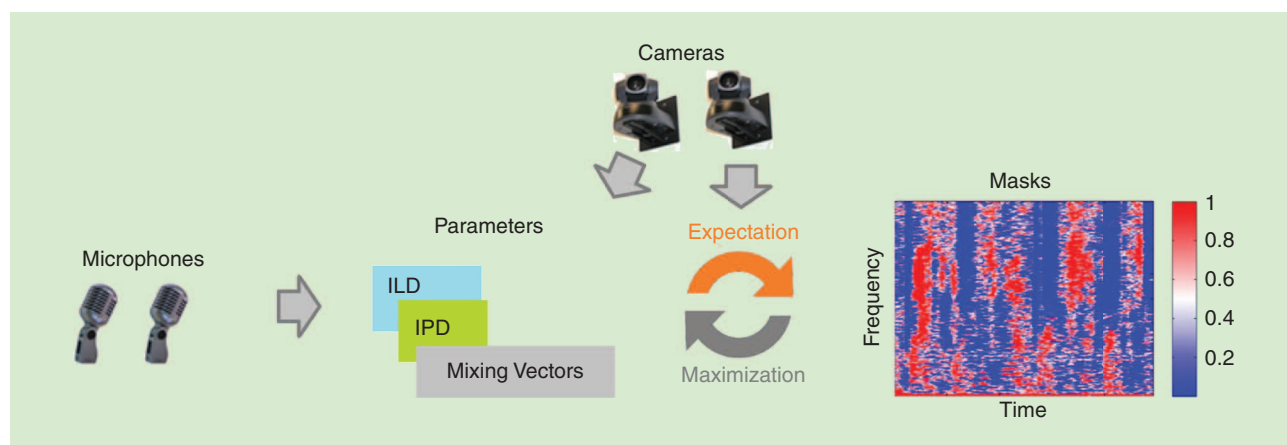 Cameras
Masks
Parameters
Expectation
Microphones
ILD
IPD
Mixing Vectors
Maximization
Frequency
Time
1
0.8
0.6
0.4
0.2